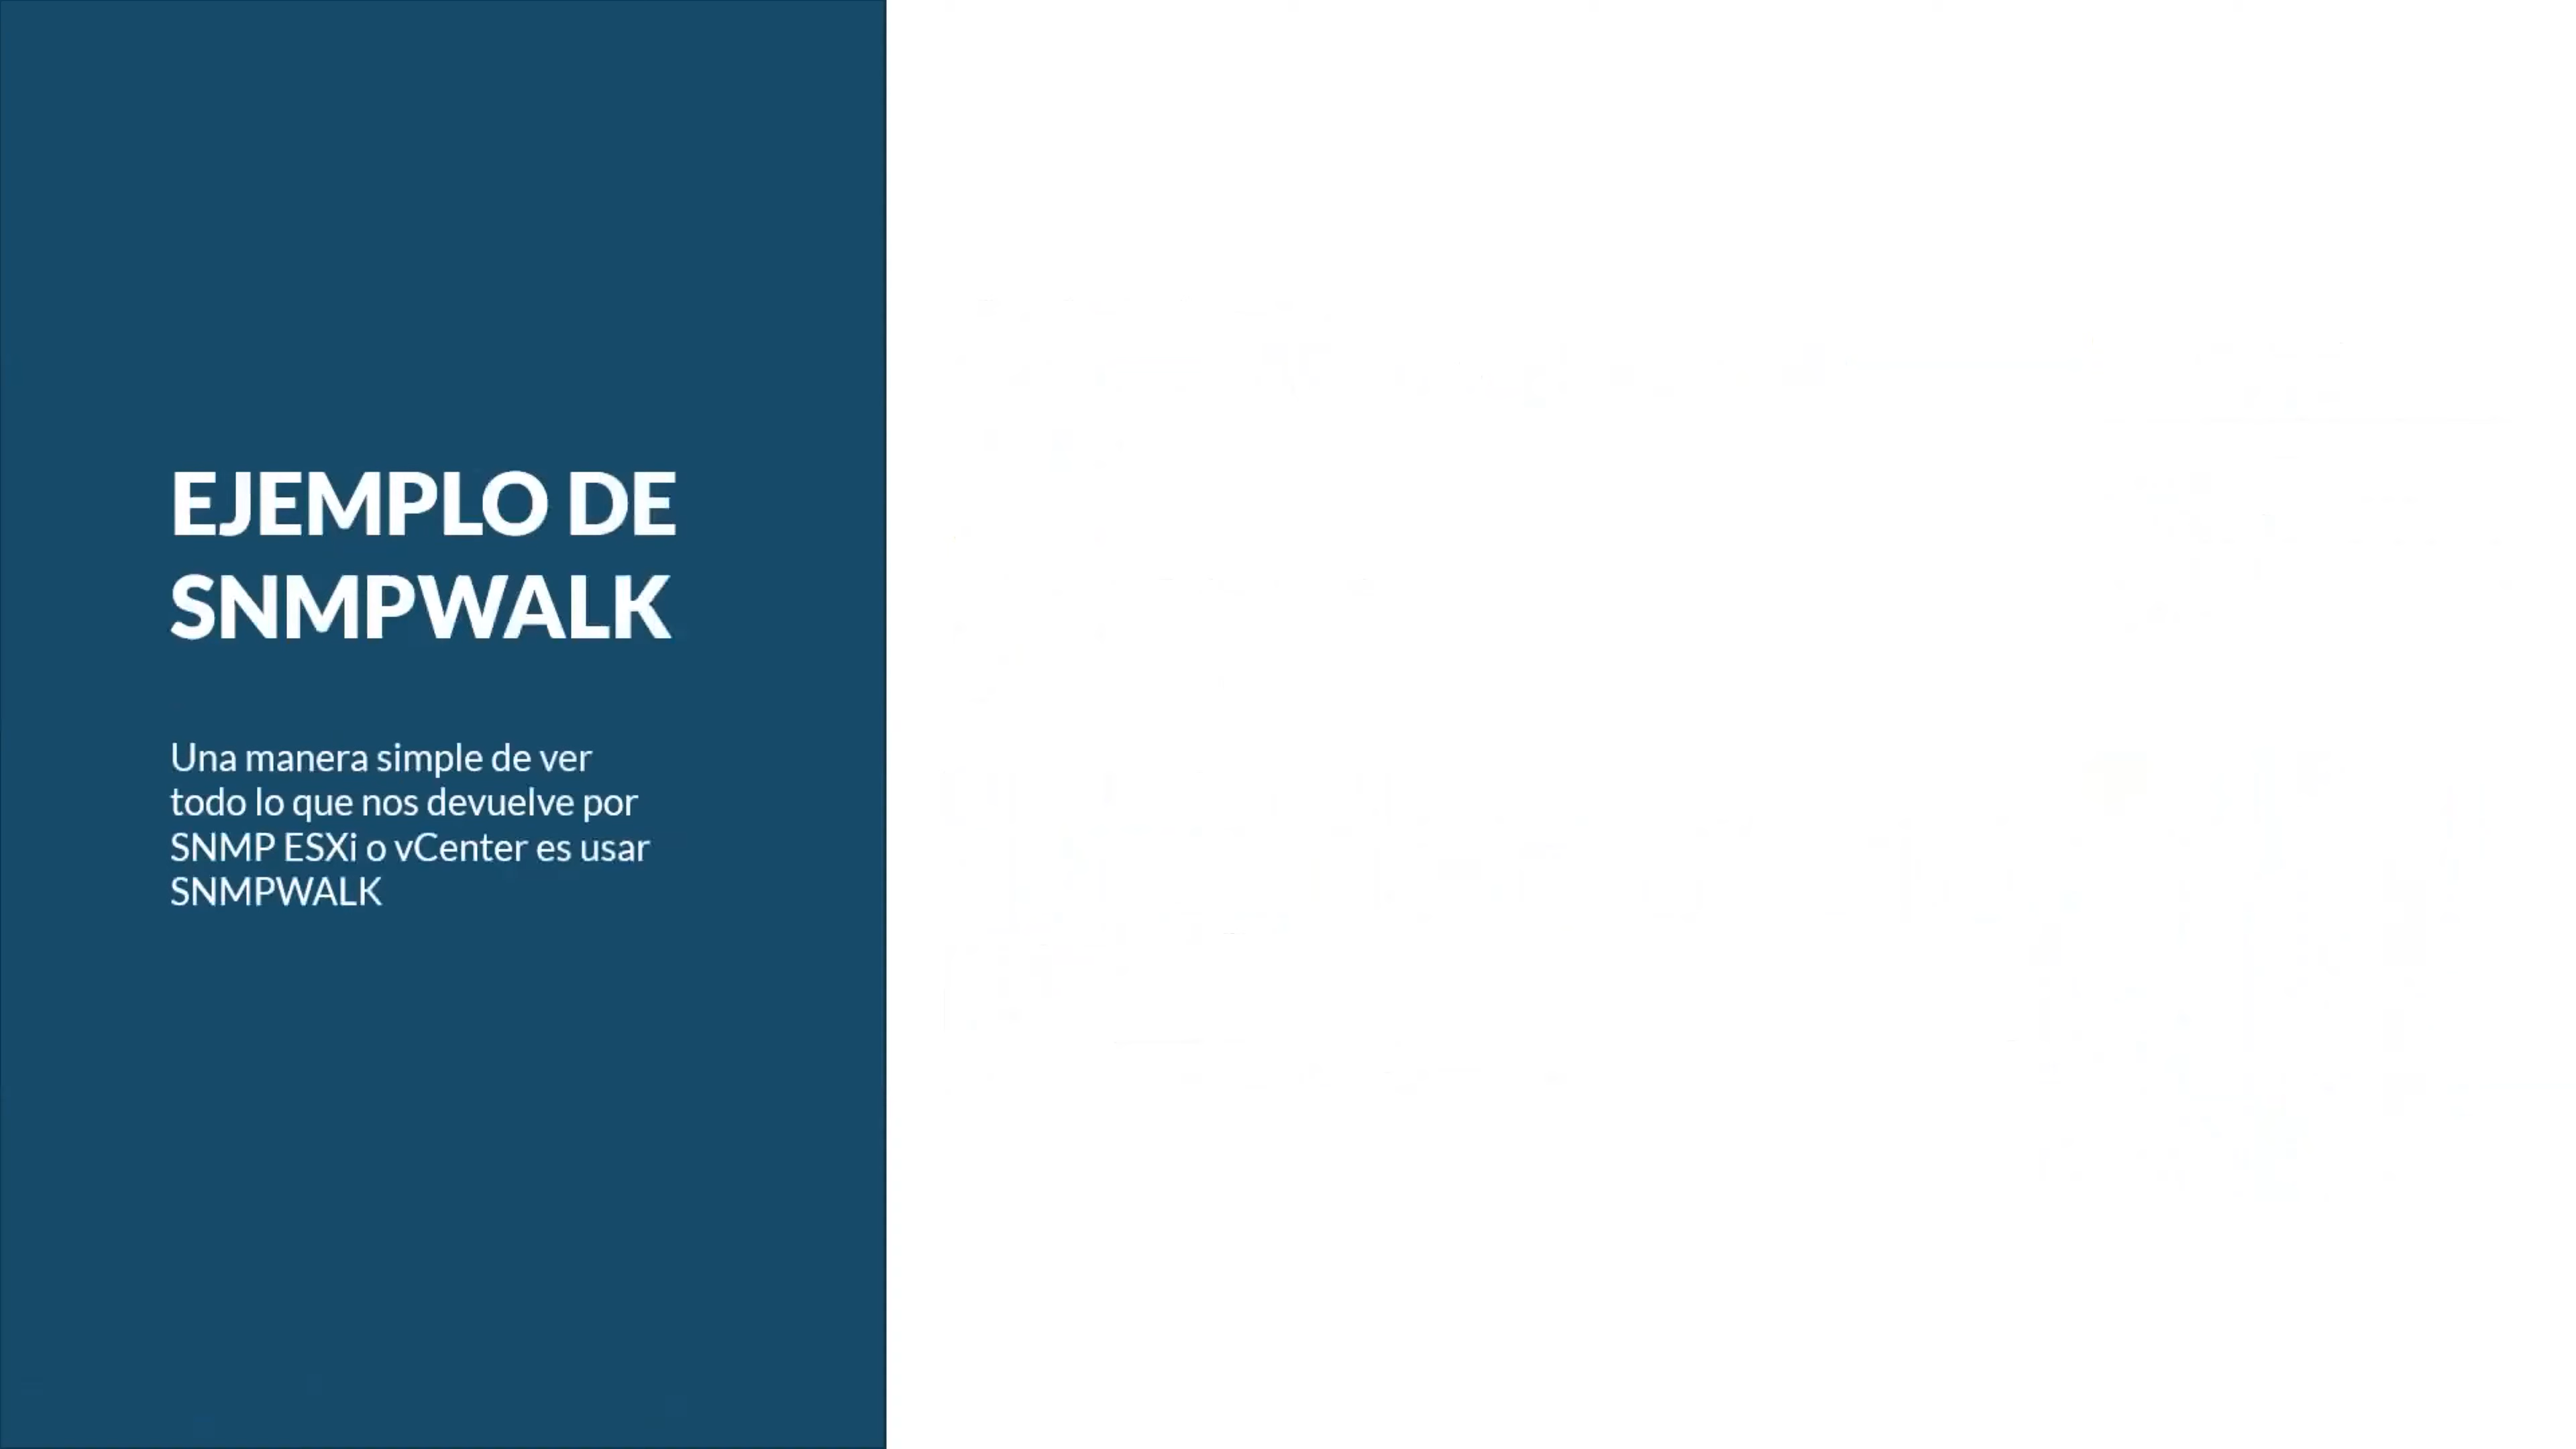 EJEMPLO DE
SNMPWALK
Una manera simple de ver
todo lo que nos devuelve por
SNMP ESXi o vCenter es usar
SNMPWALK